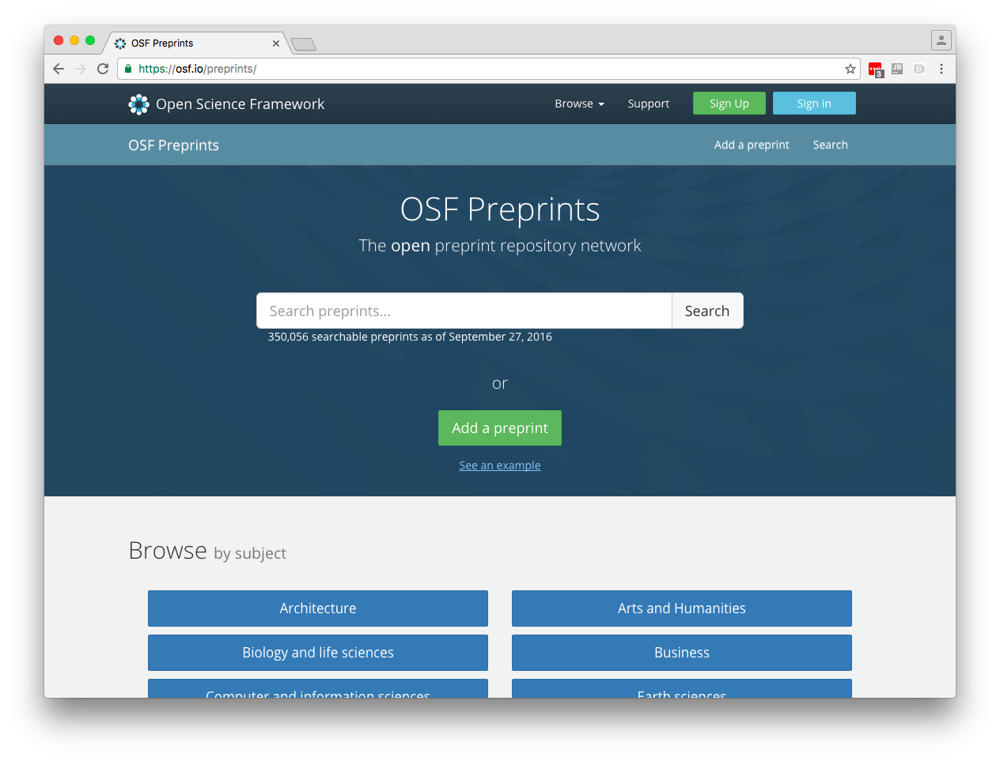 OSF Preprints
https://osf.io/preprints/
3
JB
B
Open Science Framework
Browse
Support
Sign Up
Sign in
OSF Preprints
Add a preprint
Search
OSF Preprints
The open preprint repository network
Search preprints...
Search
350,056 searchable preprints as of September 27, 2016
or
Add a preprint
See an example
Browse by subject
Architecture
Arts and Humanities
Biology and life sciences
Business
Computer and information sciences
Earth sciences